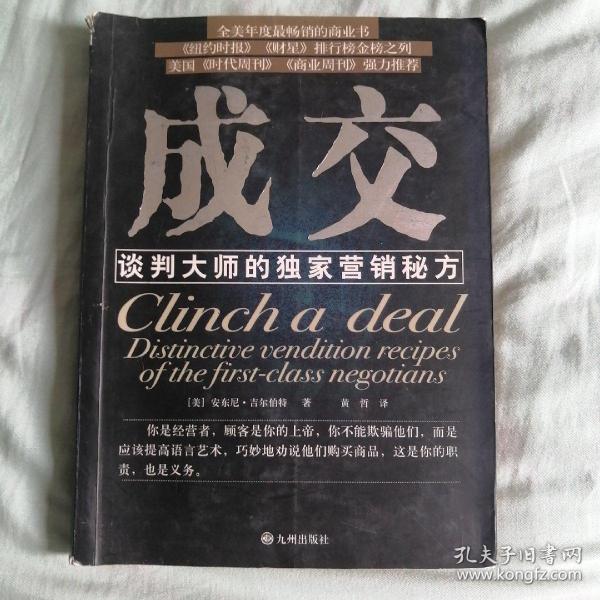 全美年度最畅销的商业书
《纽约时报》《财星》排行榜金榜之列
美国《时代周刊》《商业周刊》强力推荐
成交
谈判大师的独家营销秘方
Clinch a deal
Distinctive vendition recipes
of the first-class negotians
［美］安东尼·吉尔伯特 著 黄 哲 译
你是经营者，顾客是你的上帝，你不能欺骗他们，而是
应该提高语言艺术，巧妙地劝说他们购买商品，这是你的职
责，也是义务。
九州出版社
孔夫子旧书网
www.kongfz.com